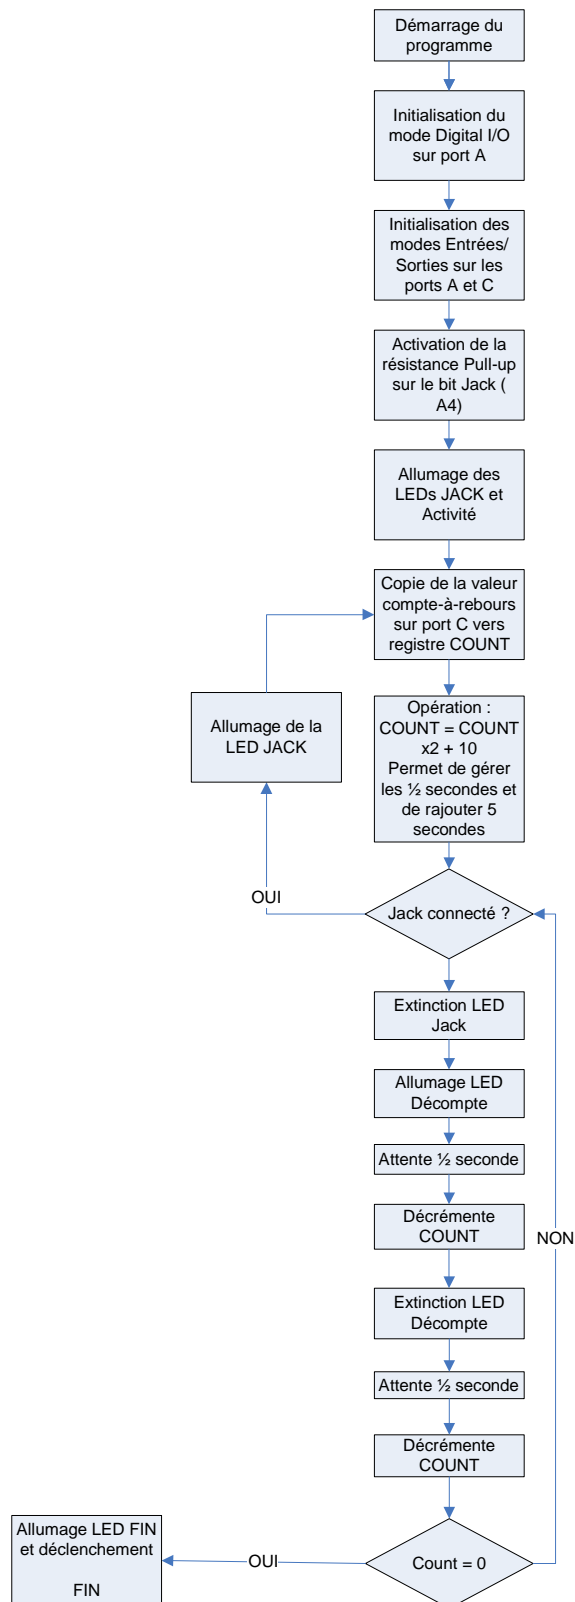 Démarrage du
programme
Initialisation du
mode Digital I/O
sur port A
Initialisation des
modes Entrées/
Sorties sur les
ports A et C
Activation de la
résistance Pull-up
sur le bit Jack (
A4)
Allumage des
LEDs JACK et
Activité
Copie de la valeur
compte-à-rebours
sur port C vers
registre COUNT
Allumage de la
LED JACK
Opération :
COUNT = COUNT
x2 + 10
Permet de gérer
les ½ secondes et
de rajouter 5
secondes
OUI
Jack connecté ?
Extinction LED
Jack
Allumage LED
Décompte
Attente ½ seconde
Décrémente
COUNT
NON
Extinction LED
Décompte
Attente ½ seconde
Décrémente
COUNT
Allumage LED FIN
et déclenchement
FIN
OUI
Count = 0